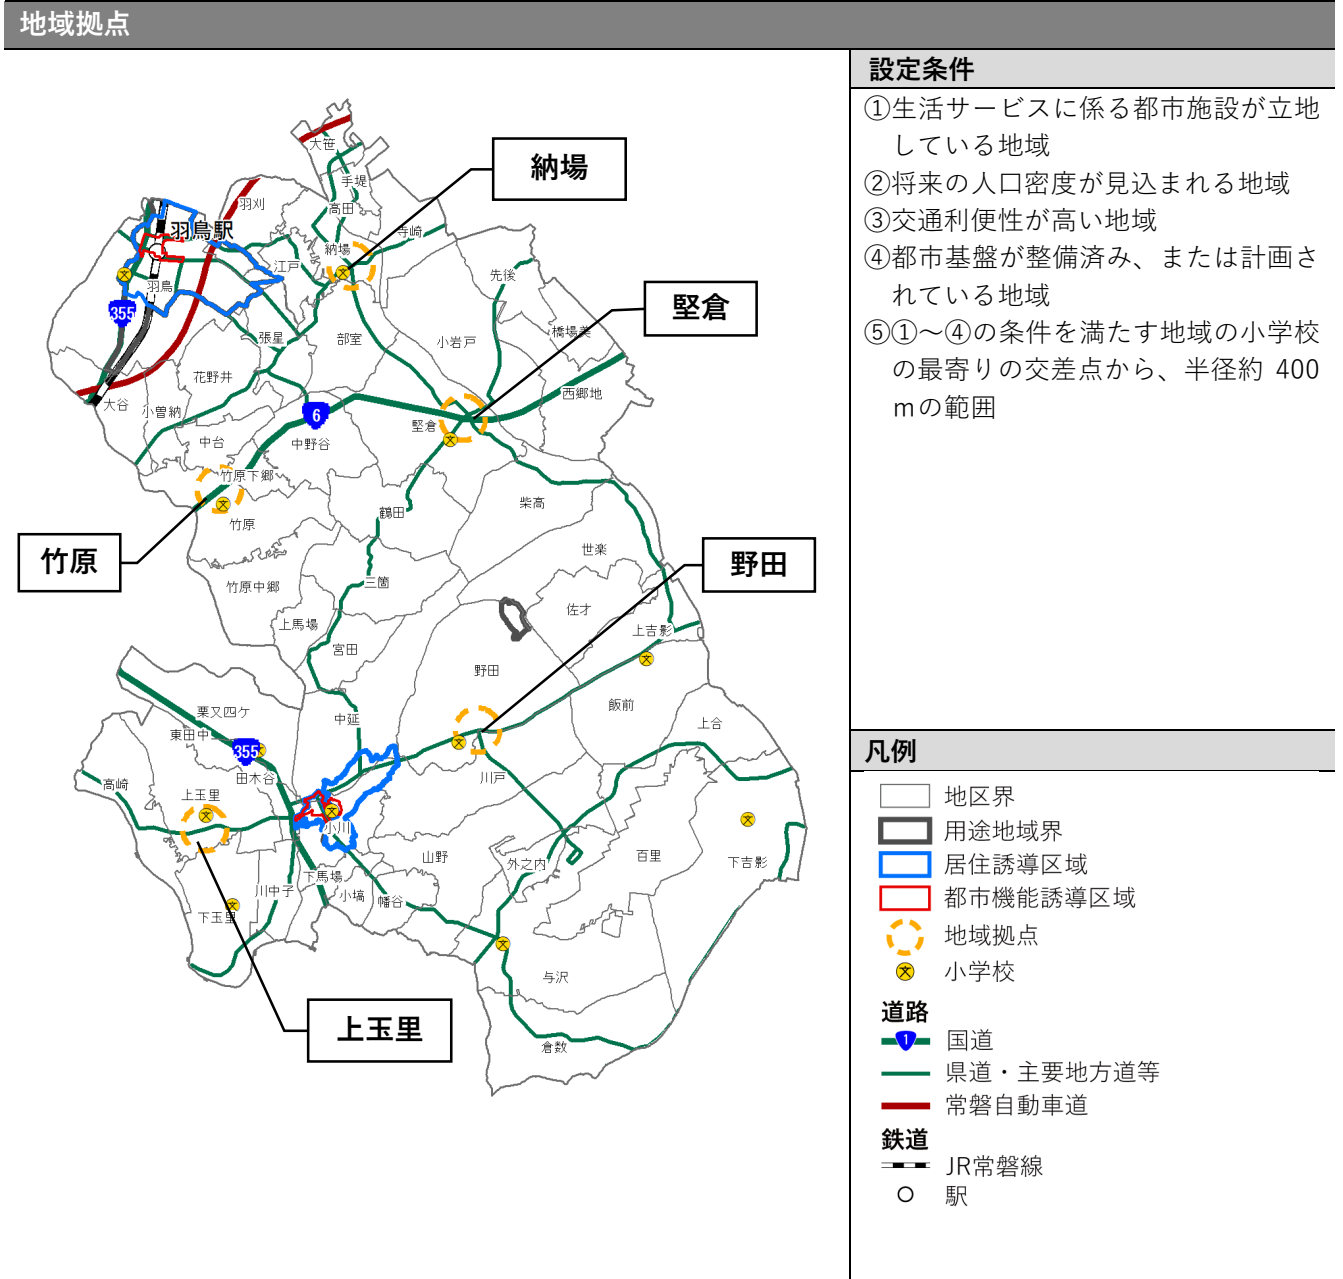 地域拠点
設定条件
①生活サービスに係る都市施設が立地
している地域
②将来の人口密度が見込まれる地域
③交通利便性が高い地域
④都市基盤が整備済み、または計画さ
れている地域
⑤①～④の条件を満たす地域の小学校
の最寄りの交差点から、半径約 400
ｍの範囲
大笹
納場
手堤
羽刈
高田
羽鳥駅
寺崎
納場
江戸
先後
羽鳥
堅倉
355
橋場美
張星
部室
小岩戸
花野井
西郷地
大谷
小曽納
6
堅倉
中台
中野谷
竹原下郷
柴高
鶴田
竹原
世楽
竹原
野田
三箇
竹原中郷
佐才
上馬場
上吉影
宮田
野田
飯前
栗又四ケ
中延
上合
東田中
355
田木谷
川戸
高崎
上玉里
小川
山野
外之内
百里
下吉影
下馬場
川中子
小塙
幡谷
下玉里
与沢
上玉里
倉数
凡例
地区界
用途地域界
居住誘導区域
都市機能誘導区域
地域拠点
文 小学校
道路
1 国道
県道・主要地方道等
常磐自動車道
鉄道
JR常磐線
駅